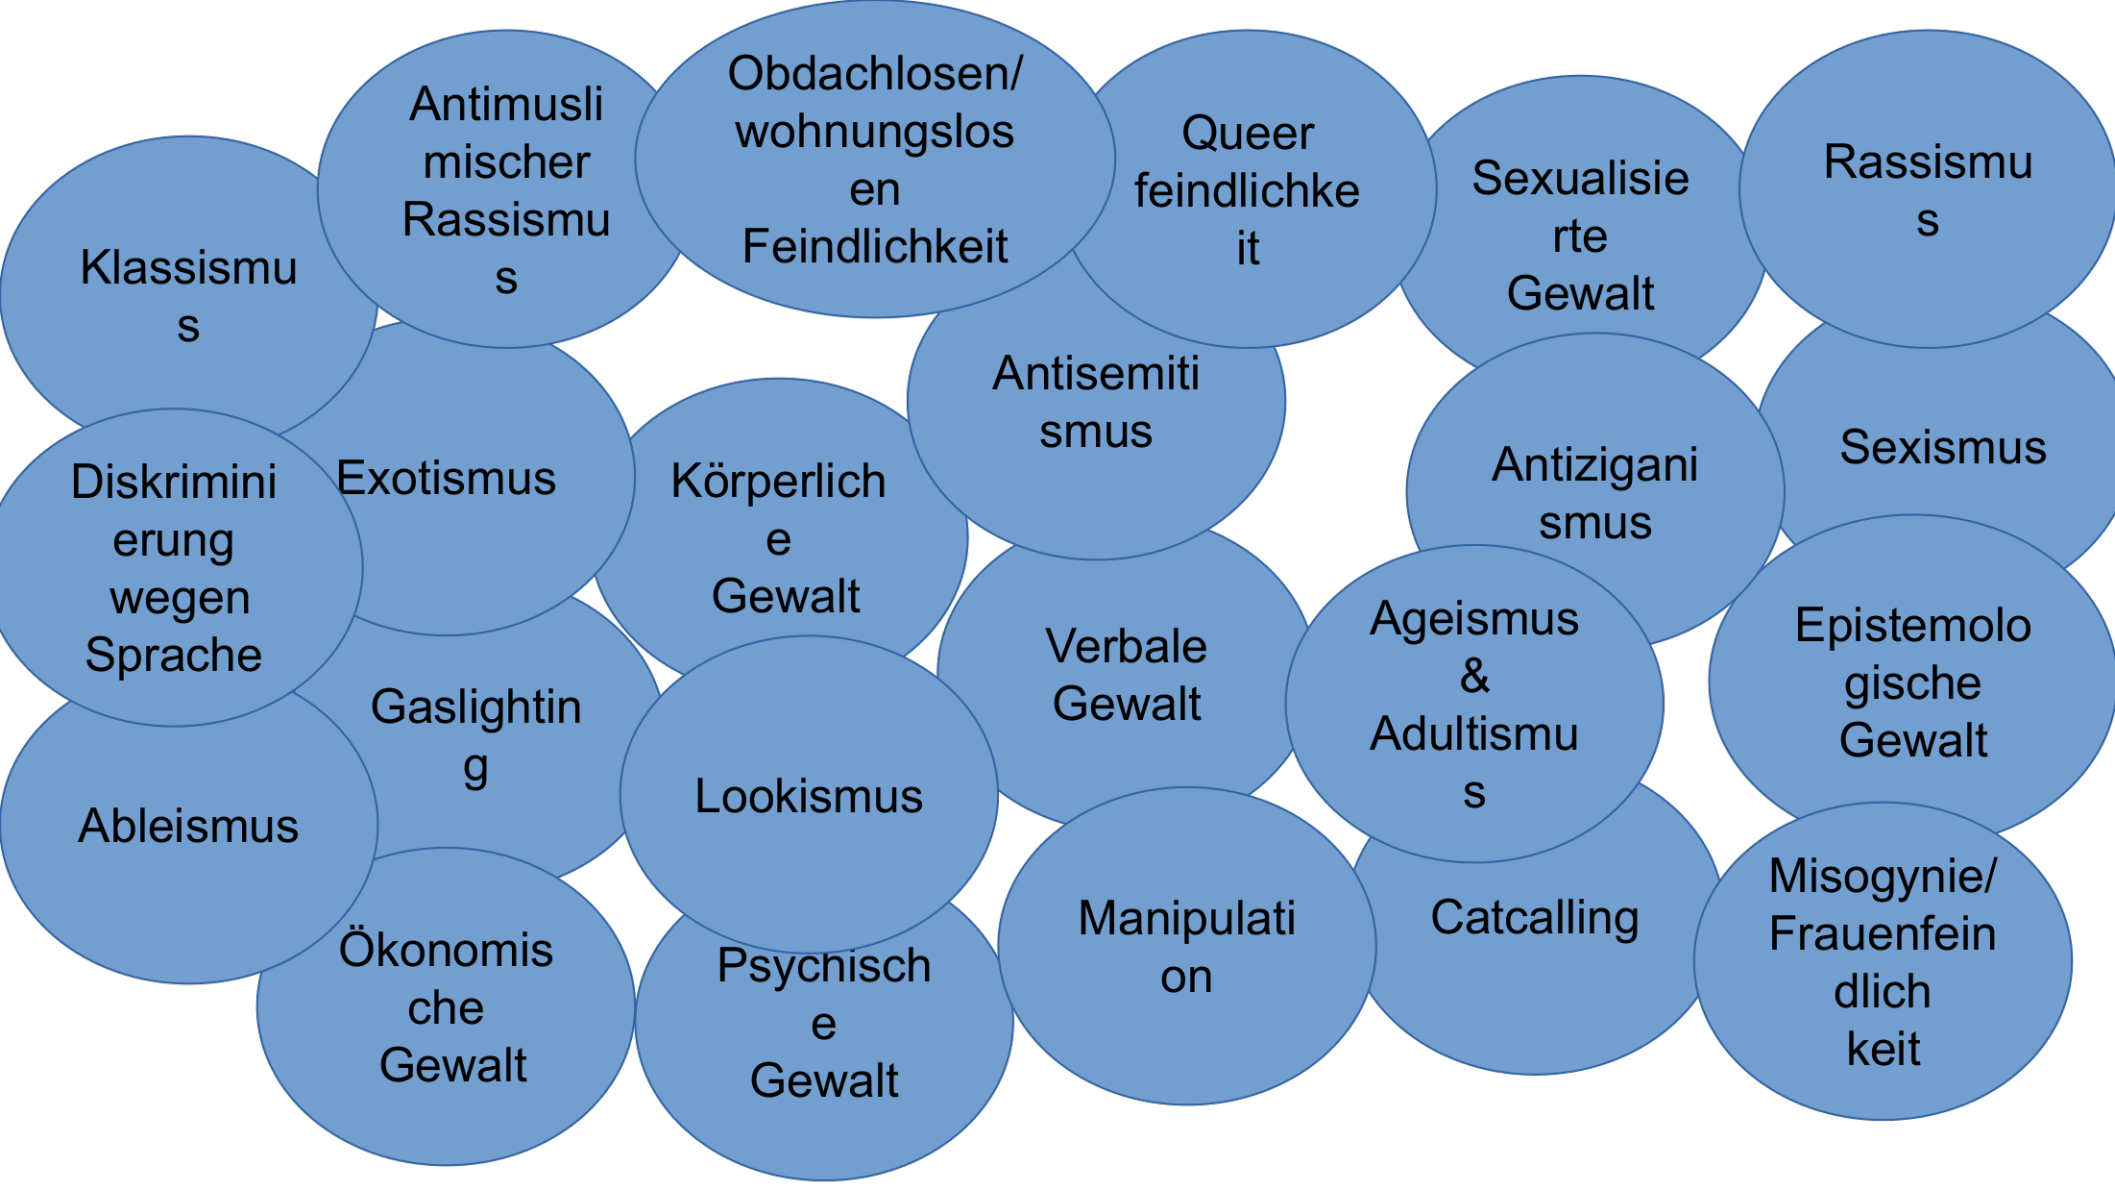 Antimusli
mischer
Rassismu
s
Obdachlosen/
wohnungslos
en
Feindlichkeit
Queer
feindlichke
it
Sexualisie
rte
Gewalt
Rassismu
s
Klassismu
s
Antisemiti
smus
Antizigani
smus
Sexismus
Diskrimini
erung
wegen
Sprache
Exotismus
Körperlich
e
Gewalt
Verbale
Gewalt
Ageismus
&
Adultismu
s
Epistemolo
gische
Gewalt
Gaslightin
g
Lookismus
Ableismus
Ökonomis
che
Gewalt
Psychisch
e
Gewalt
Manipulati
on
Catcalling
Misogynie/
Frauenfein
dlich
keit